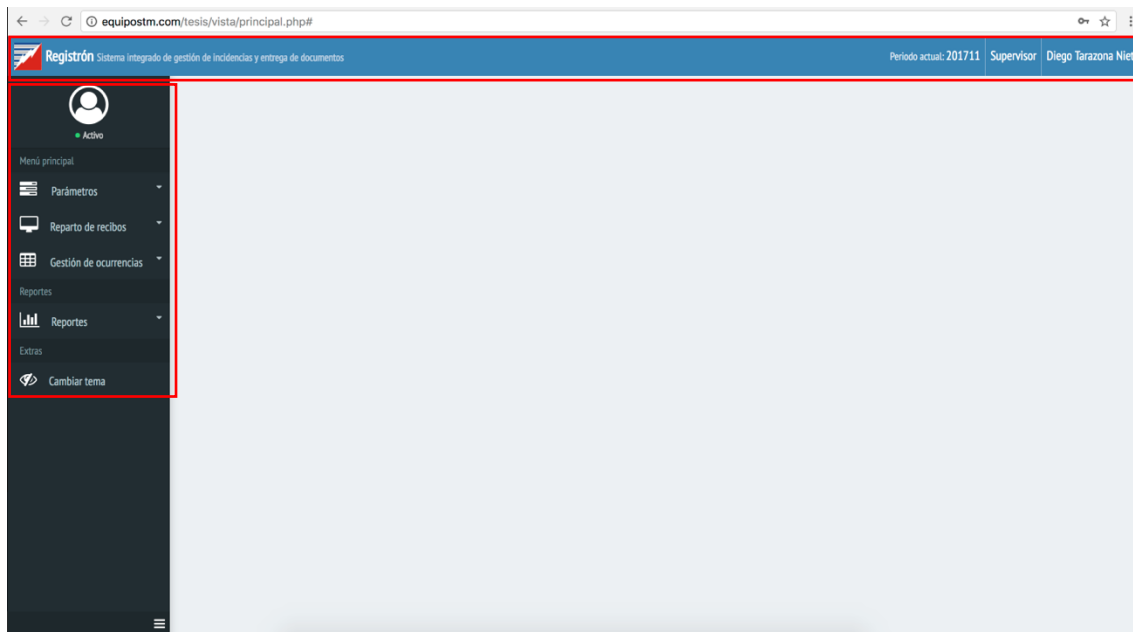 equipostm.com/tesis/vista/principal.php#
Registrón Sistema integrado de gestión de incidencias y entrega de documentos
Periodo actual: 201711 Supervisor Diego Tarazona Niet
Activo
Menú principal
Parámetros
Reparto de recibos
Gestión de ocurrencias
Reportes
Reportes
Extras
Cambiar tema